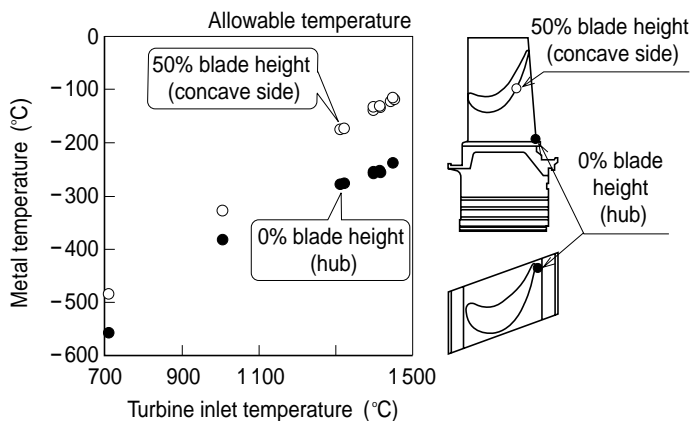 Allowable temperature
0
−100
−200
−300
−400
−500
−600
Metal temperature (°C)
50% blade height
(concave side)
0% blade height
(hub)
700
900
1 100
1 300
1 500
Turbine inlet temperature (°C)
50% blade height
(concave side)
0% blade
height
(hub)